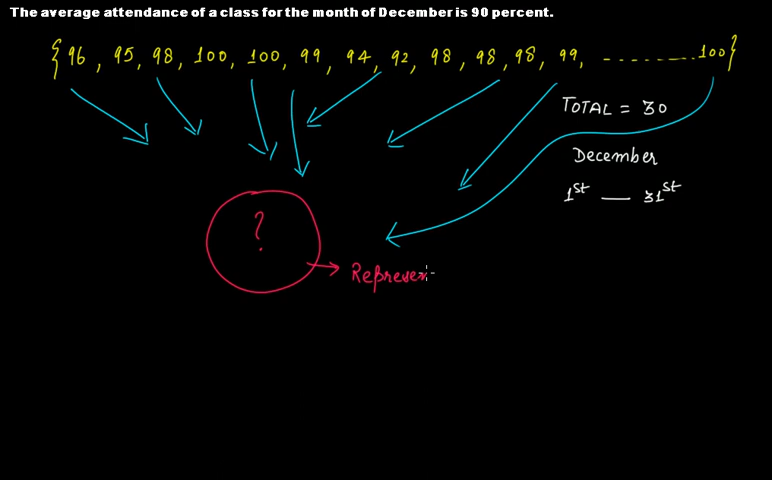 The average attendance of a class for the month of December is 90 percent.
{96, 95, 98, 100, 100, 99, 94, 92, 98, 98, 98, 99, ..........100}
TOTAL = 30
December
1st — 31st
?
Represen